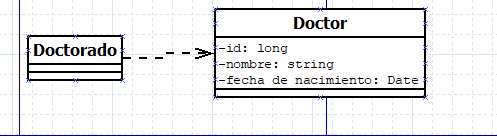 Doctor
Doctorado
-id: long
-nombre: string
-fecha de nacimiento: Date